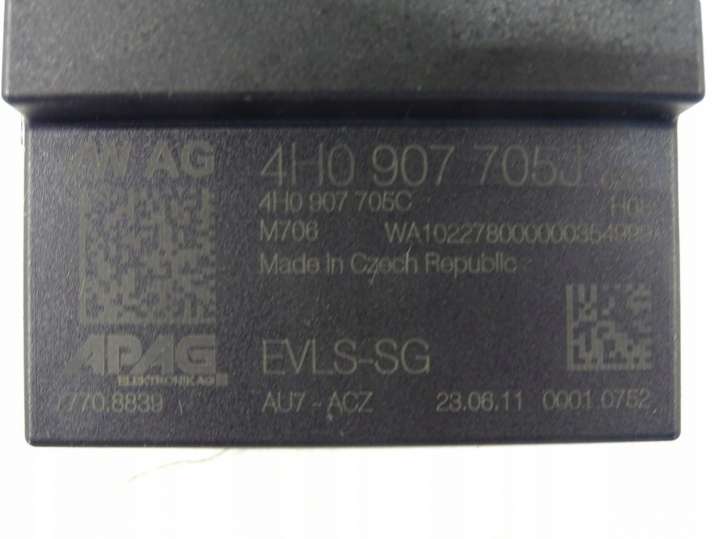 VW AG 4H0 907 705J
4H0 907 705C
M706
Made In Czech Republic
APAG
ELEKTRONIK AG
EVLS-SG
7770.8839 AU7-ACZ 23.06.11 0001 0752